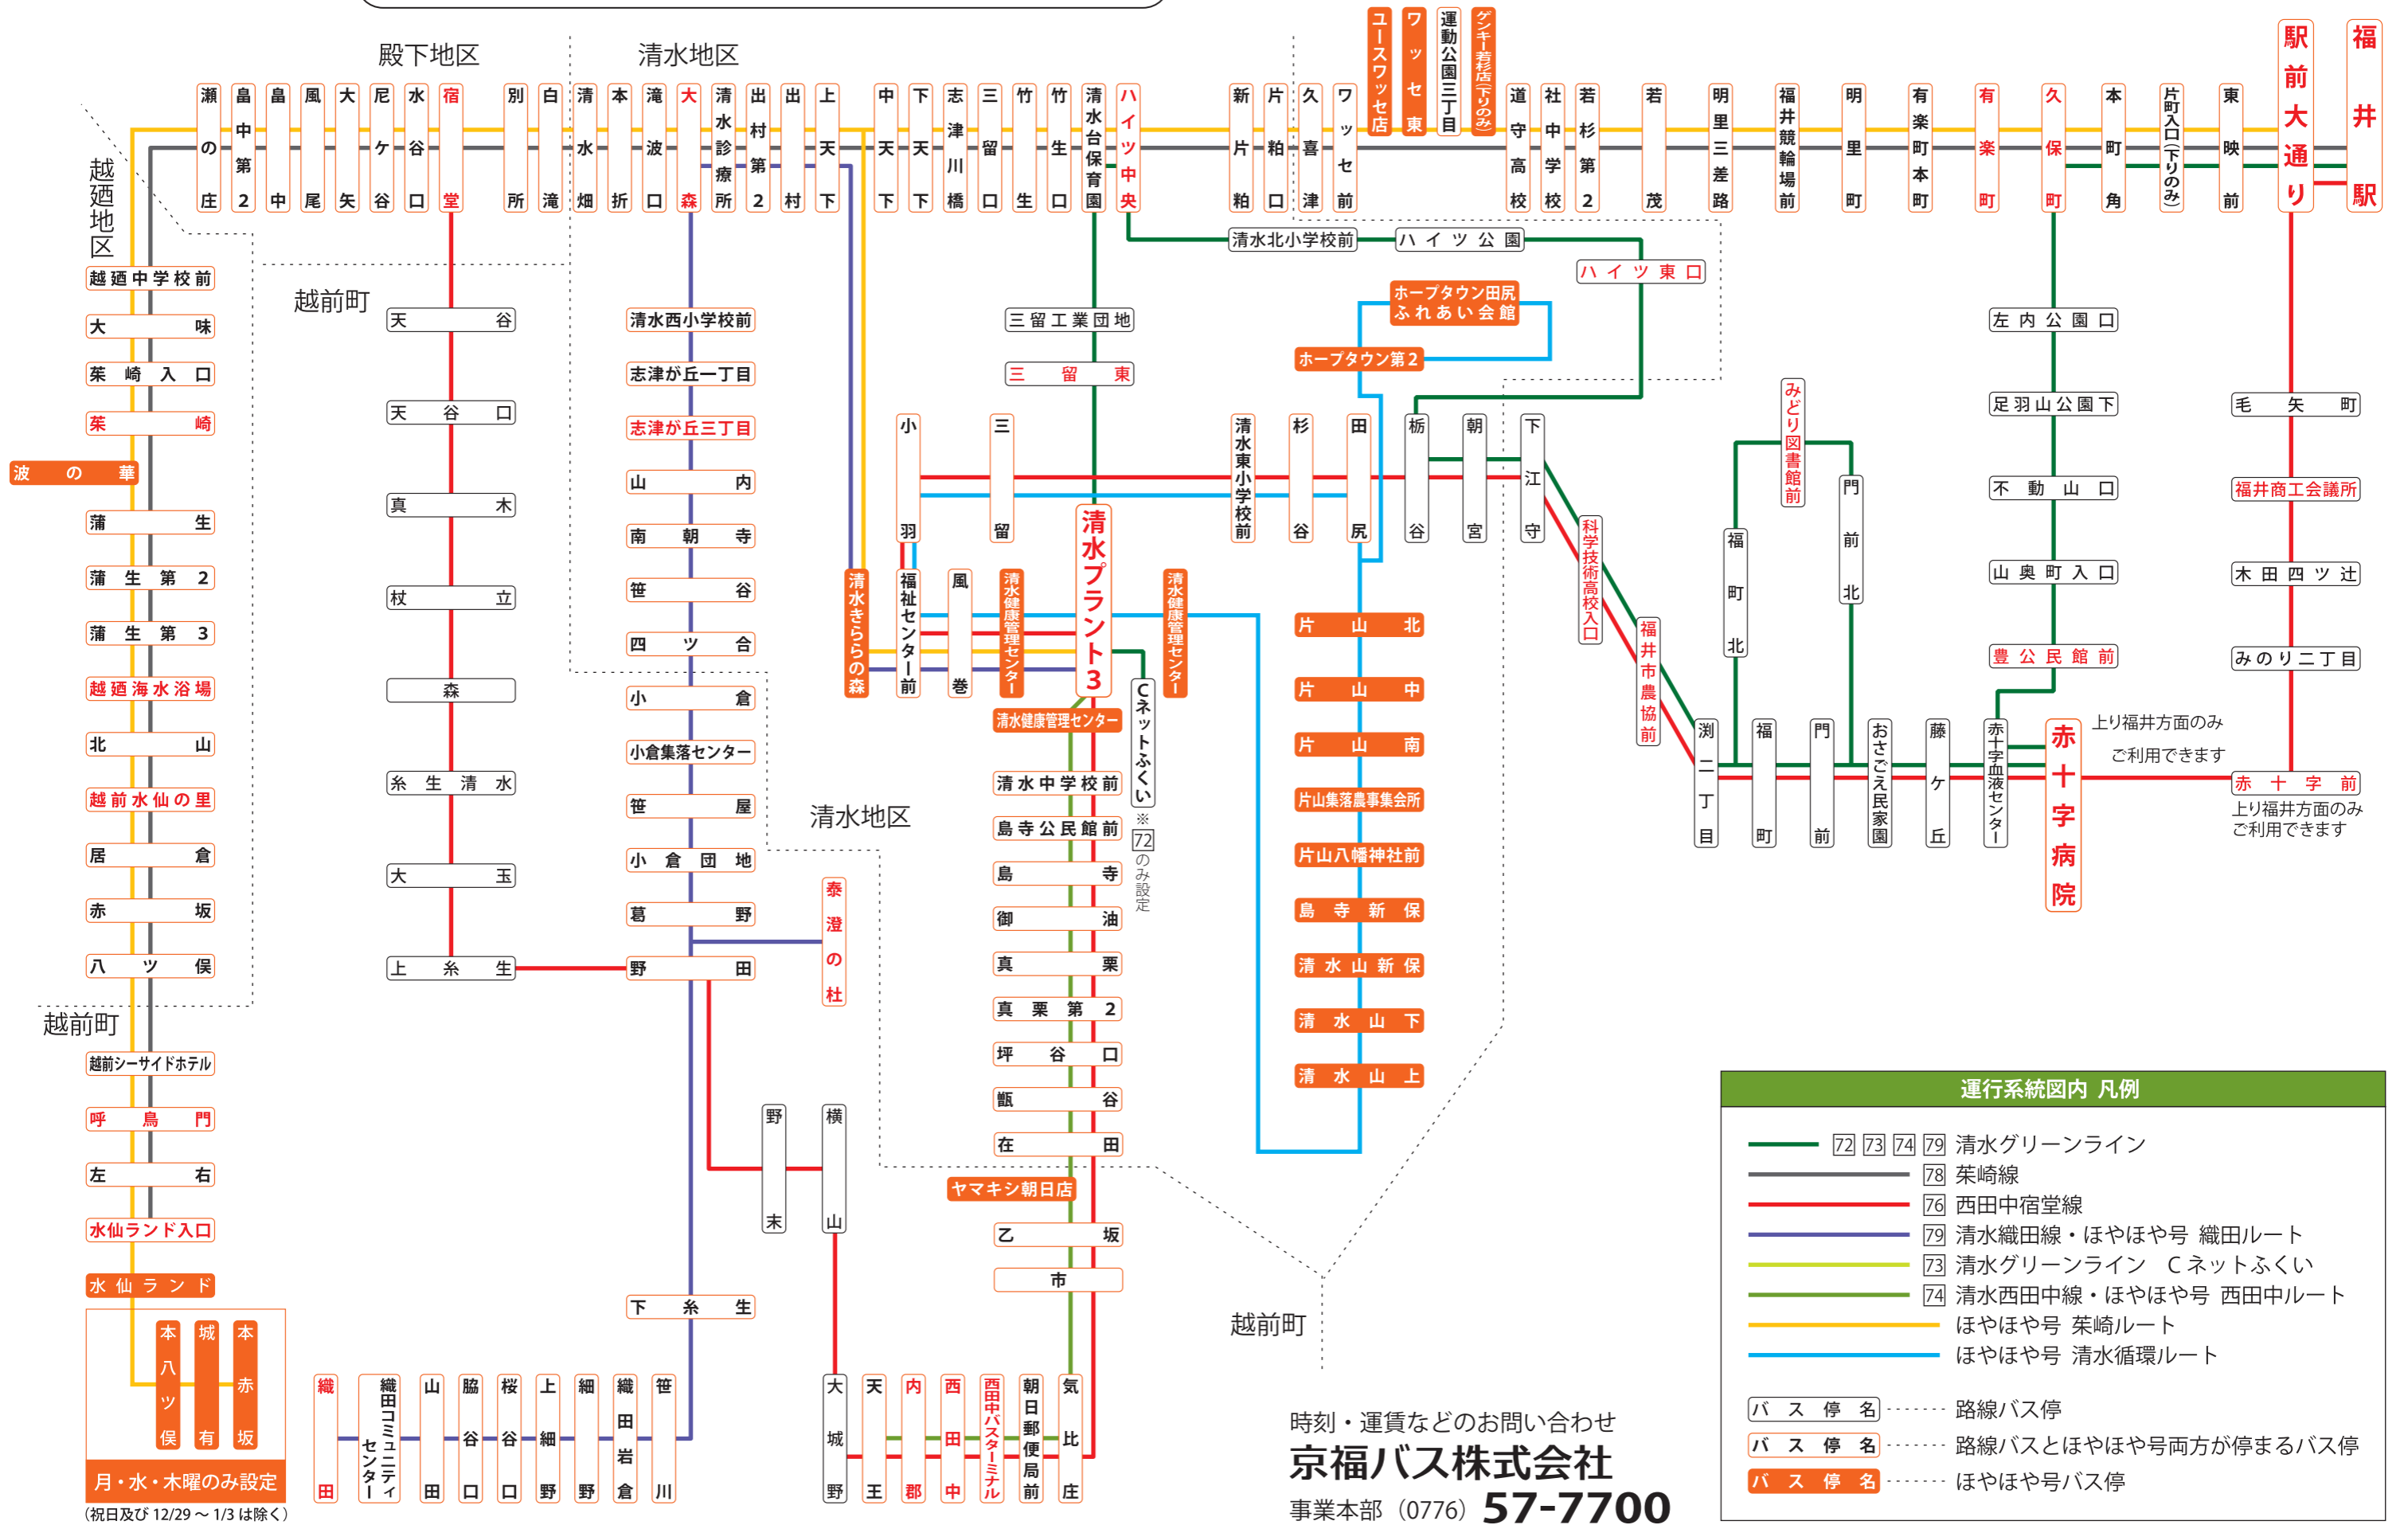 殿下地区
清水地区
瀬の庄
畠中第2
畠中
風尾
大矢
尼ケ谷
水谷口
宿堂
別所
白滝
清水畑
本折
滝波口
大森
清水診療所
出村第2
出村
上天下
中天下
下天下
志津川橋
三留口
竹生
竹生口
清水台保育園
ハイツ中央
新片粕
片粕口
久喜津
ワッセ前
ユースワッセ店
ワッセ東
運動公園三丁目
ゲンキー若杉店(下りのみ)
道守高校
社中学校
若杉第2
若茂
明里三差路
福井競輪場前
明里町
有楽町本町
有楽町
久保町
本町角
片町入口(下りのみ)
東映前
駅前大通り
福井駅
越廼地区
越廼中学校前
大味
茱崎入口
茱崎
波の華
蒲生
蒲生第2
蒲生第3
越廼海水浴場
北山
越前水仙の里
居倉
赤坂
八ツ俣
越前町
越前シーサイドホテル
呼鳥門
左右
水仙ランド入口
水仙ランド
本八ツ俣
城有
本赤坂
月・水・木曜のみ設定
(祝日及び 12/29 ～ 1/3 は除く)
越前町
天谷
天谷口
真木
杖立
森
糸生清水
大玉
上糸生
清水西小学校前
志津が丘一丁目
志津が丘三丁目
山内
南朝寺
笹谷
四ツ合
小倉
小倉集落センター
笹屋
小倉団地
葛野
野田
泰澄の杜
清水地区
野末
横山
下糸生
織田
織田コミュニティセンター
山田
脇谷口
桜谷口
上細野
細野
織田岩倉
笹川
清水北小学校前
ハイツ公園
ハイツ東口
三留工業団地
三留東
ホープタウン田尻
ふれあい会館
ホープタウン第2
小羽
三留
清水東小学校前
杉谷
田尻
栃谷
朝宮
下江守
清水きららの森
福祉センター前
風巻
清水健康管理センター
清水プラント3
清水健康管理センター
Cネットふくい
※72のみ設定
清水健康管理センター
清水中学校前
島寺公民館前
島寺
御油
真栗
真栗第2
坪谷口
甑谷
在田
ヤマキシ朝日店
乙坂
市
大城野
天王
内郡
西田中
西田中バスターミナル
朝日郵便局前
気比庄
片山北
片山中
片山南
片山集落農事集会所
片山八幡神社前
島寺新保
清水山新保
清水山下
清水山上
越前町
科学技術高校入口
福井市農協前
渕二丁目
福町北
みどり図書館前
門前北
福町
門前
おさごえ民家園
藤ケ丘
赤十字血液センター
赤十字病院
左内公園口
足羽山公園下
不動山口
山奥町入口
豊公民館前
毛矢町
福井商工会議所
木田四ツ辻
みのり二丁目
上り福井方面のみ
ご利用できます
赤十字前
上り福井方面のみ
ご利用できます
運行系統図内 凡例
72 73 74 79 清水グリーンライン
78 茱崎線
76 西田中宿堂線
79 清水織田線・ほやほや号 織田ルート
73 清水グリーンライン　C ネットふくい
74 清水西田中線・ほやほや号 西田中ルート
ほやほや号 茱崎ルート
ほやほや号 清水循環ルート
バス停名 路線バス停
バス停名 路線バスとほやほや号両方が停まるバス停
バス停名 ほやほや号バス停
時刻・運賃などのお問い合わせ
京福バス株式会社
事業本部（0776）57-7700